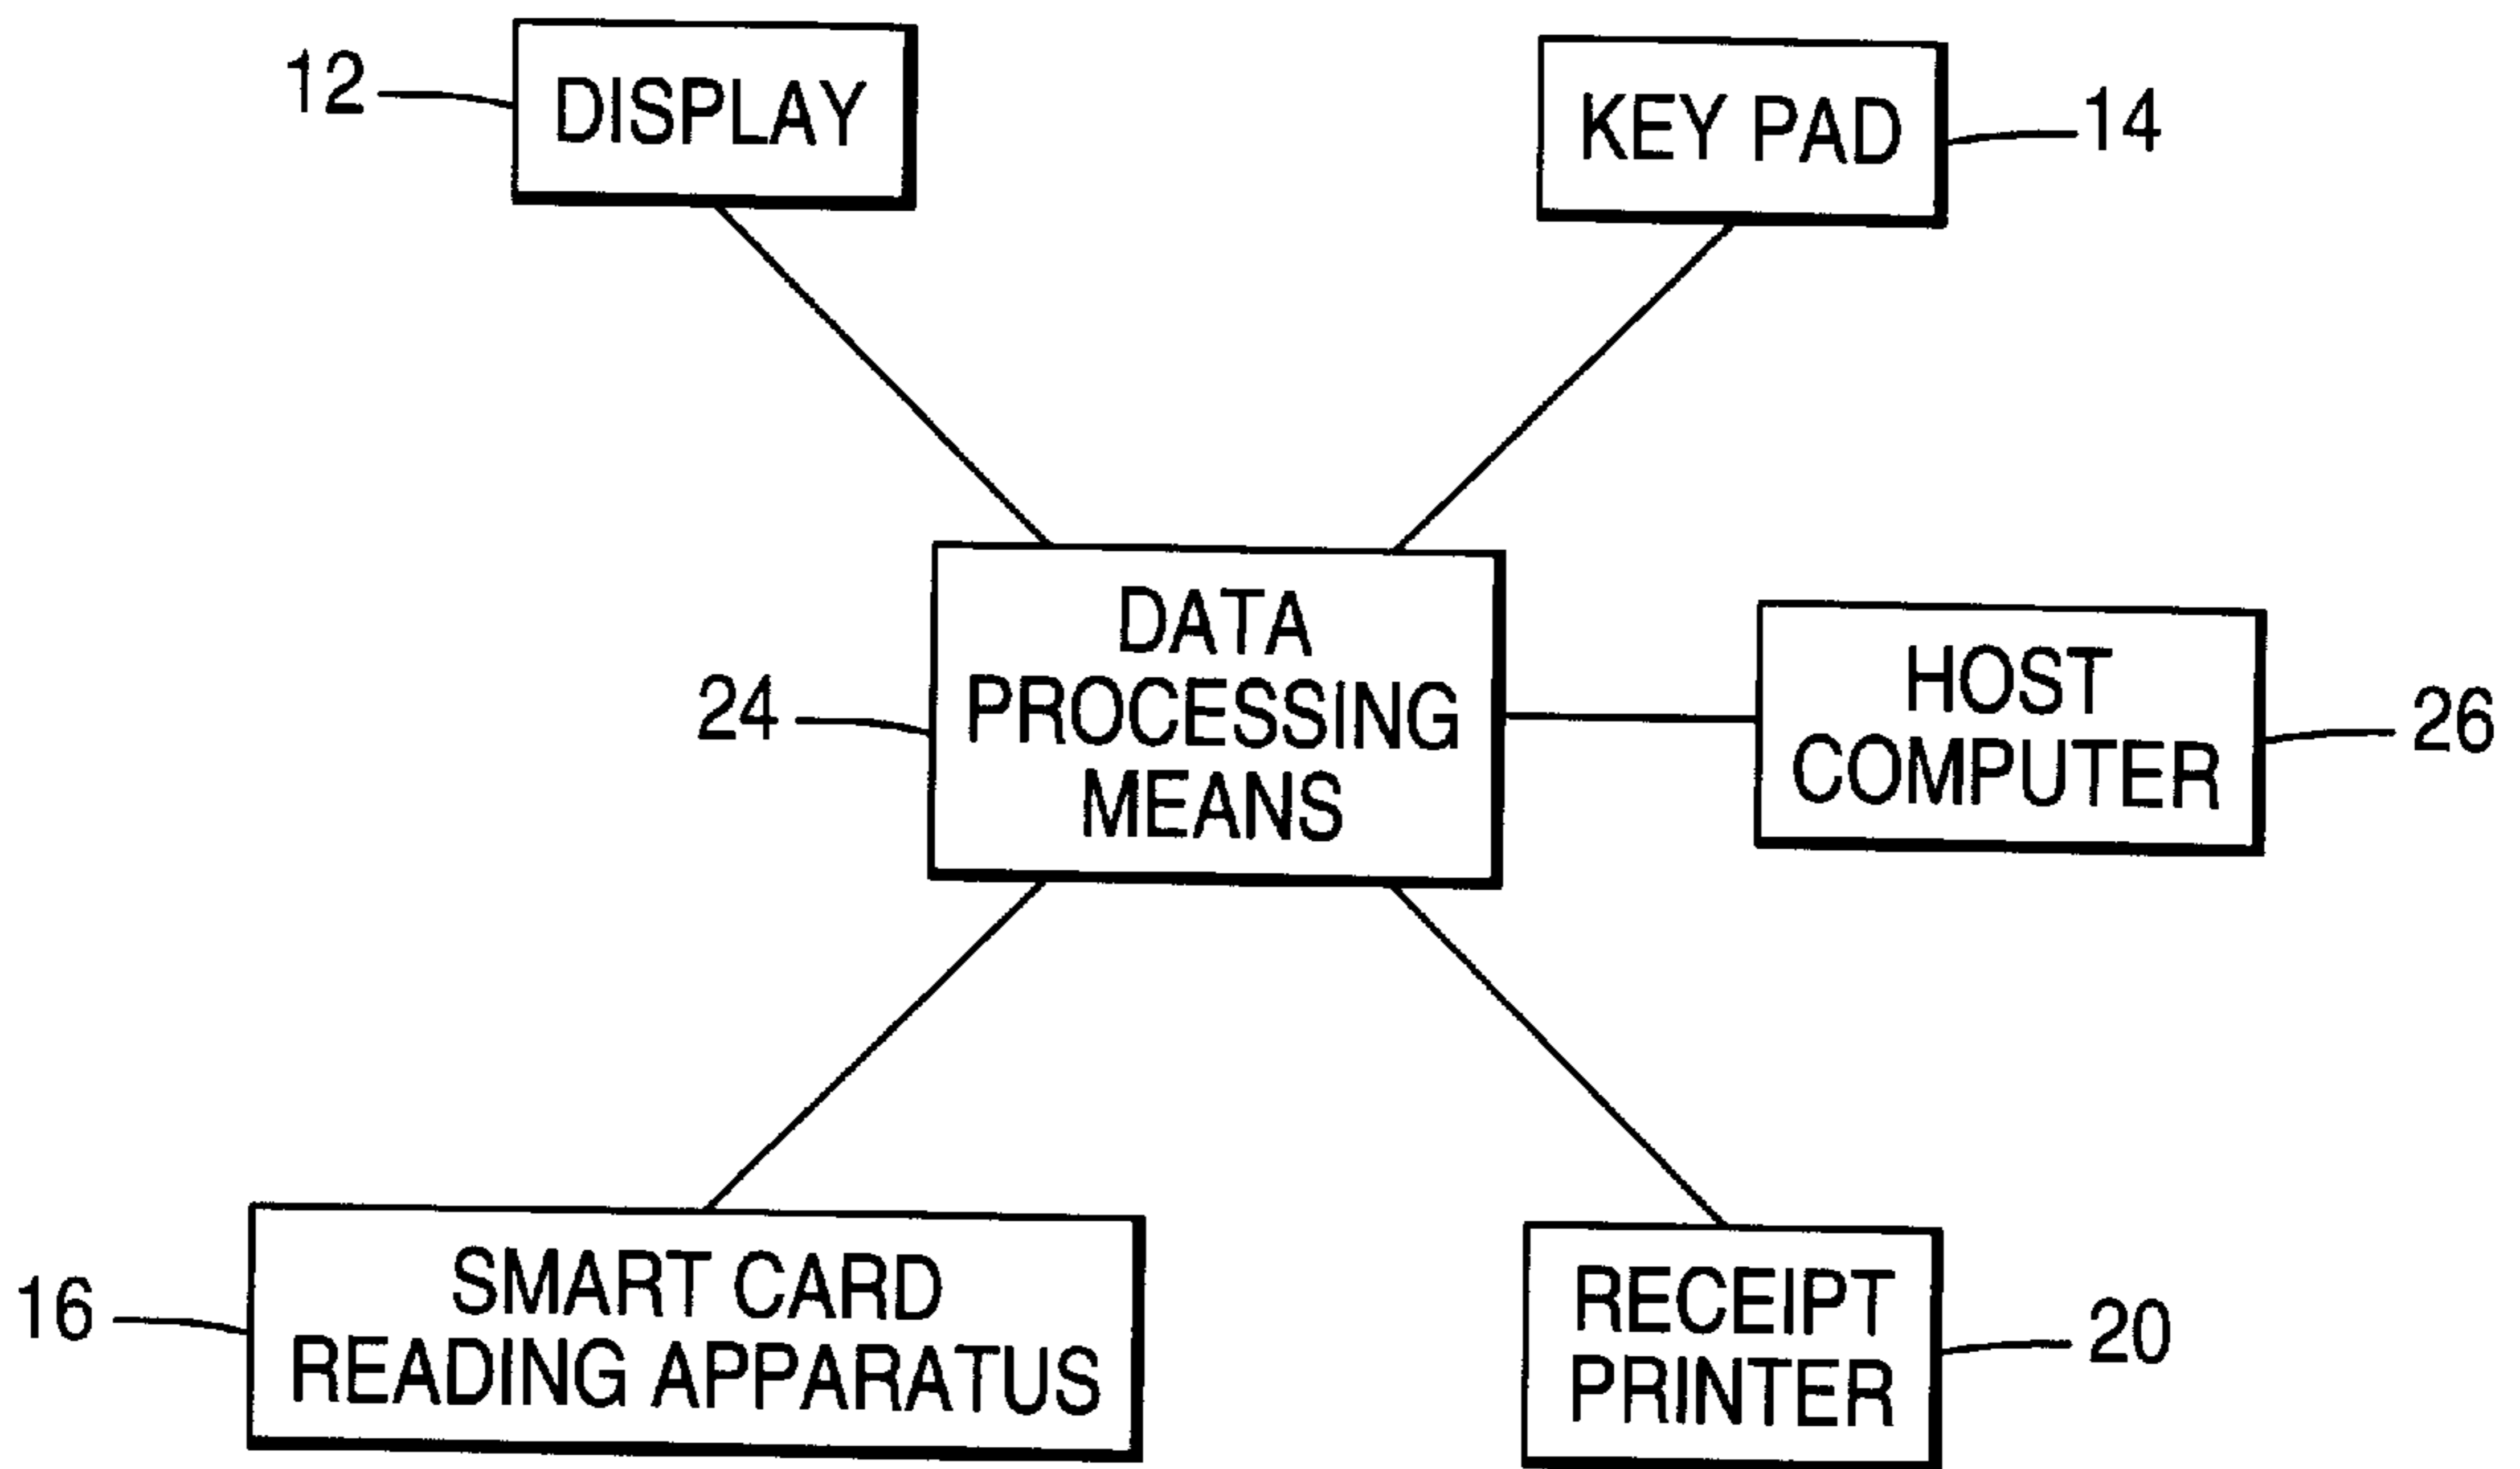 12
DISPLAY
KEY PAD
14
DATA
PROCESSING
MEANS
24
HOST
COMPUTER
26
SMART CARD
READING APPARATUS
16
RECEIPT
PRINTER
20